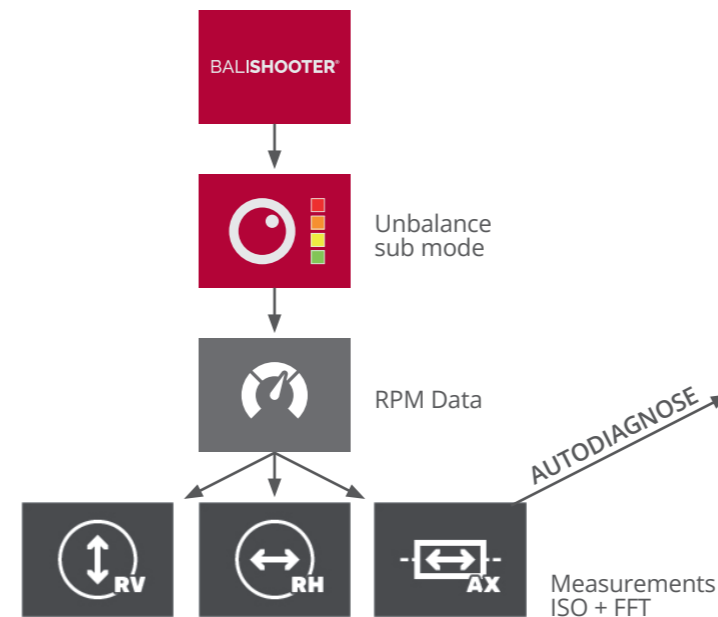 BALISHOOTER®
Unbalance
sub mode
RPM Data
AUTODIAGNOSE
RV
RH
AX
Measurements
ISO + FFT